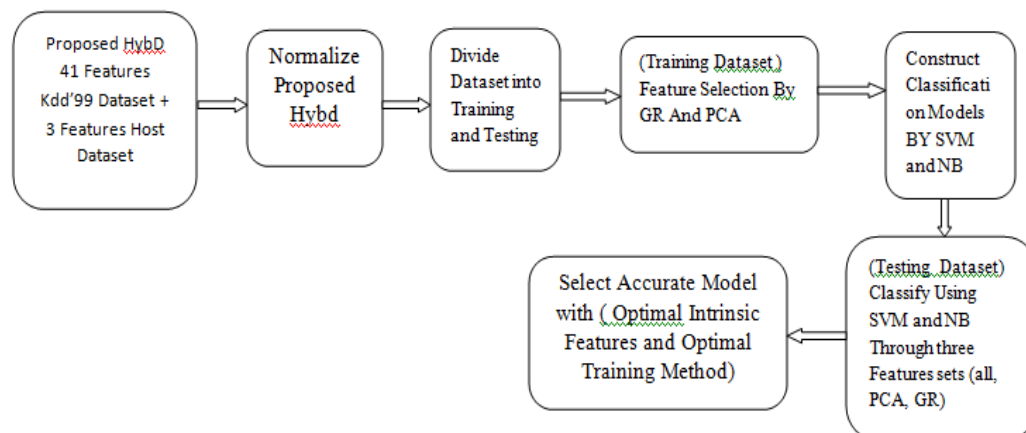 Proposed HybD
41 Features
Kdd'99 Dataset +
3 Features Host
Dataset
Normalize
Proposed
Hybd
Divide
Dataset into
Training
and Testing
(Training Dataset )
Feature Selection By
GR And PCA
Construct
Classificati
on Models
BY SVM
and NB
(Testing Dataset)
Classify Using
SVM and NB
Through three
Features sets (all,
PCA, GR)
Select Accurate Model
with ( Optimal Intrinsic
Features and Optimal
Training Method)